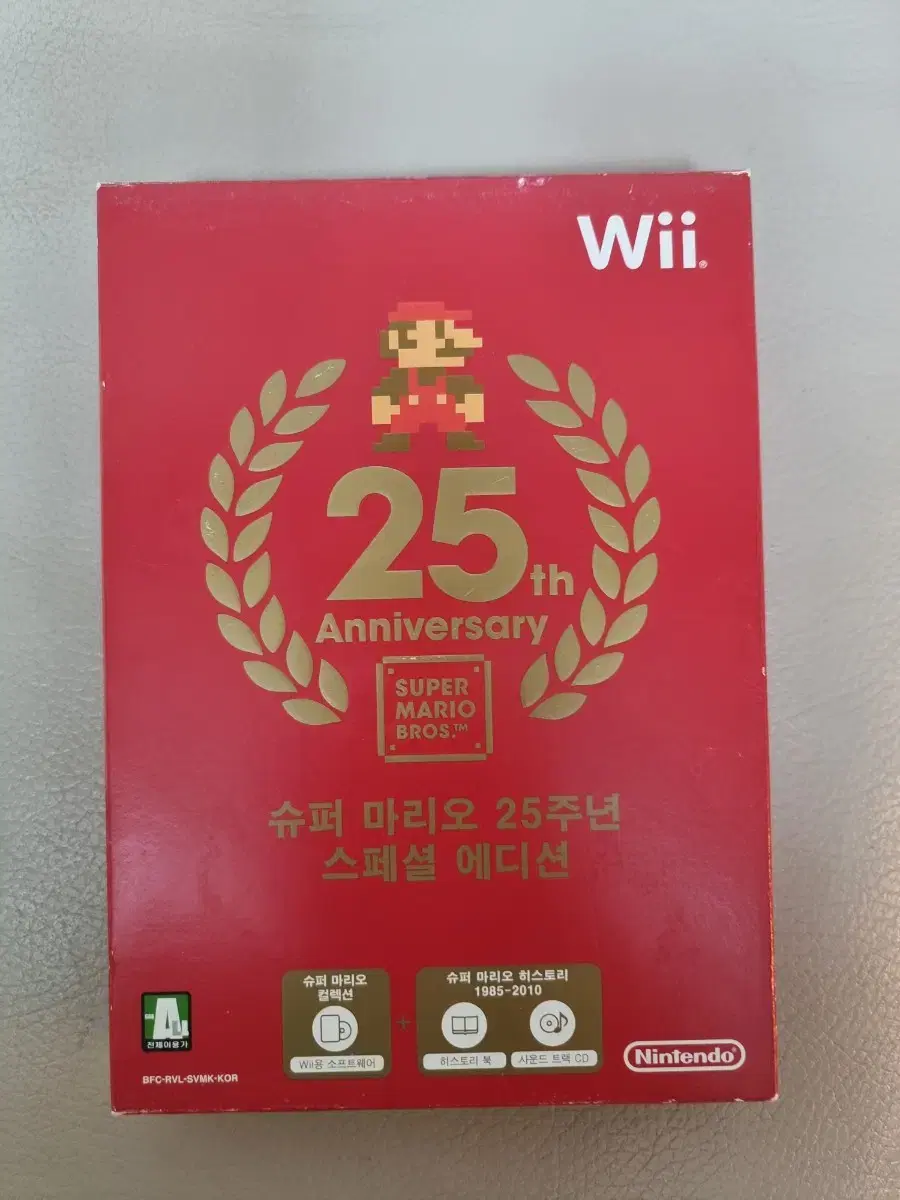 Wii
25th
Anniversary
SUPER
MARIO
BROS.™
슈퍼 마리오 25주년
스페셜 에디션
슈퍼 마리오
컬렉션
Wii용 소프트웨어
+
슈퍼 마리오 히스토리
1985-2010
히스토리 북
사운드 트랙 CD
전체이용가
BFC-RVL-SVMK-KOR
Nintendo